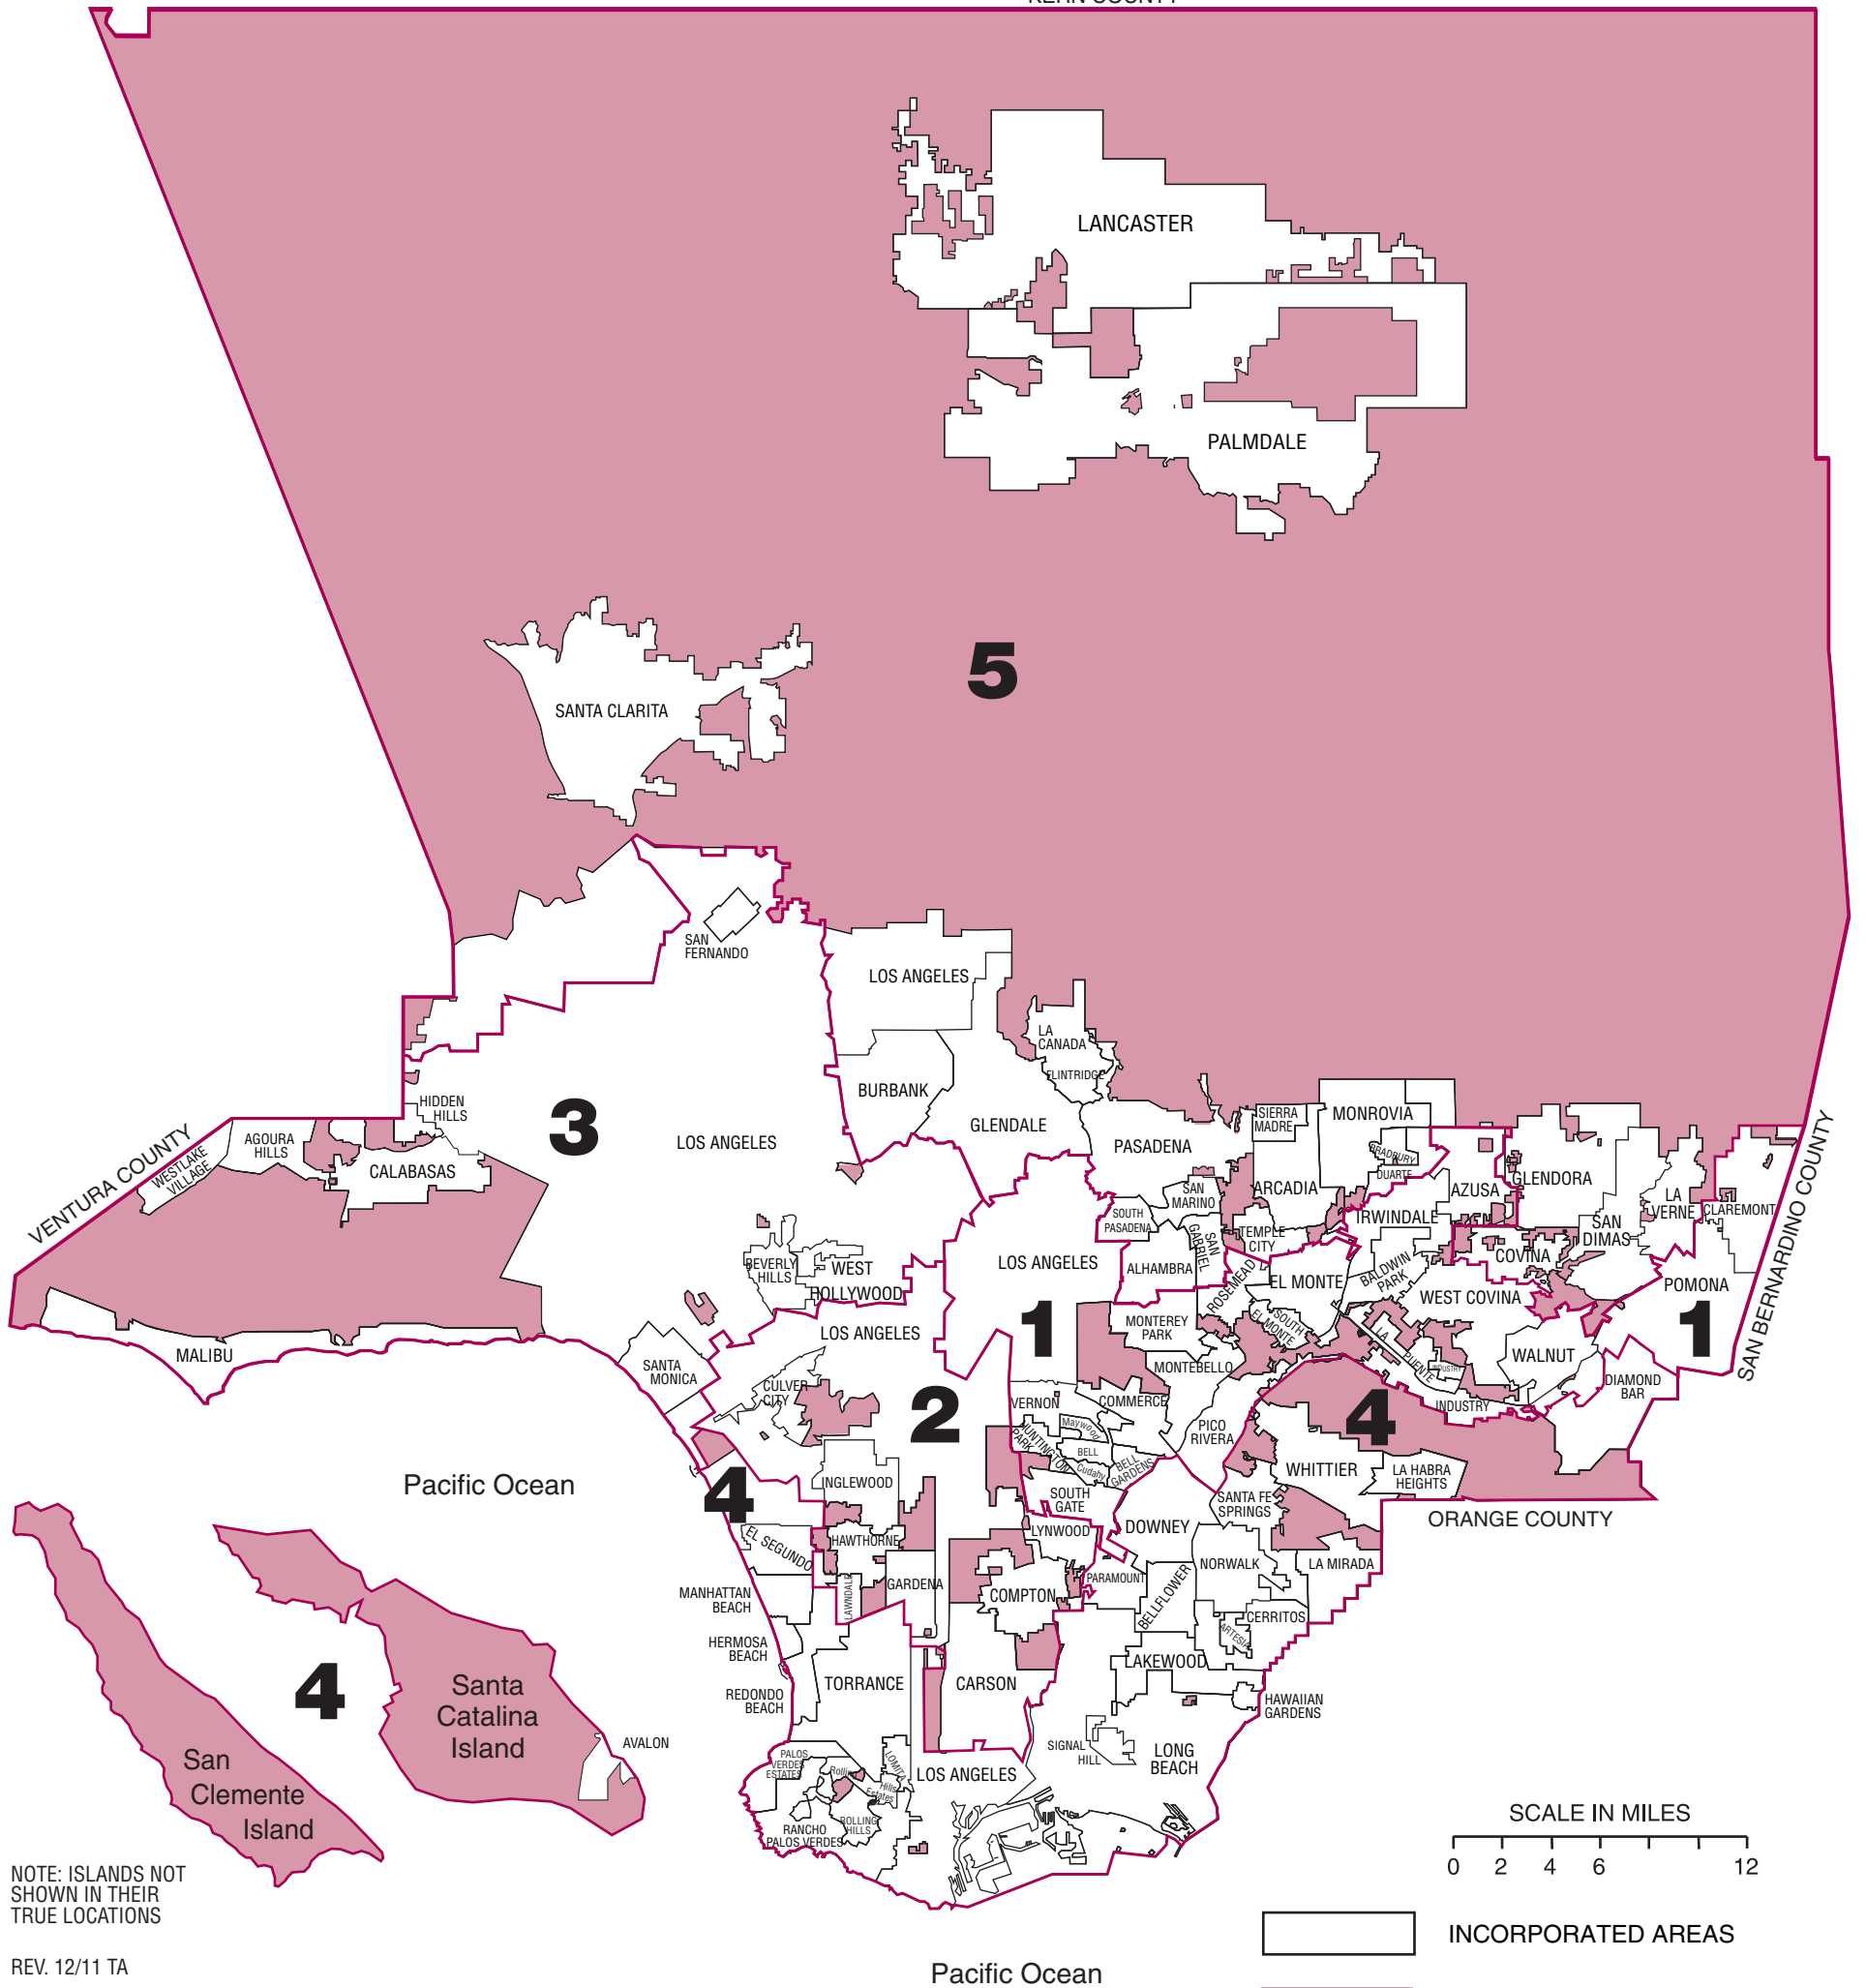 KERN COUNTY
LANCASTER
PALMDALE
5
SANTA CLARITA
SAN
FERNANDO
LOS ANGELES
LA
CANADA
FLINTRIDGE
BURBANK
GLENDALE
HIDDEN
HILLS
3
LOS ANGELES
AGOURA
HILLS
WESTLAKE
VILLAGE
CALABASAS
VENTURA COUNTY
MALIBU
PASADENA
SIERRA
MADRE
MONROVIA
BRADBURY
DUARTE
ARCADIA
SAN
MARINO
SOUTH
PASADENA
SAN
GABRIEL
TEMPLE
CITY
ALHAMBRA
AZUSA
GLENDORA
IRWINDALE
SAN
DIMAS
LA
VERNE
CLAREMONT
COVINA
BALDWIN
PARK
WEST COVINA
POMONA
1
SAN BERNARDINO COUNTY
LOS ANGELES
1
ROSEMEAD
EL MONTE
SOUTH
EL MONTE
MONTEREY
PARK
MONTEBELLO
LA
PUENTE
INDUSTRY
WALNUT
DIAMOND
BAR
INDUSTRY
BEVERLY
HILLS
WEST
HOLLYWOOD
LOS ANGELES
SANTA
MONICA
CULVER
CITY
2
VERNON
COMMERCE
Maywood
HUNTINGTON
PARK
BELL
Cudahy
BELL
GARDENS
PICO
RIVERA
4
WHITTIER
LA HABRA
HEIGHTS
ORANGE COUNTY
Pacific Ocean
4
INGLEWOOD
SOUTH
GATE
SANTA FE
SPRINGS
EL SEGUNDO
HAWTHORNE
LYNWOOD
DOWNEY
NORWALK
LA MIRADA
MANHATTAN
BEACH
LAWNDALE
GARDENA
COMPTON
PARAMOUNT
BELLFLOWER
CERRITOS
ARTESIA
HERMOSA
BEACH
TORRANCE
CARSON
LAKEWOOD
REDONDO
BEACH
HAWAIIAN
GARDENS
SIGNAL
HILL
LONG
BEACH
PALOS
VERDES
ESTATES
Rolling
Hills
Estates
LOMITA
LOS ANGELES
ROLLING
HILLS
RANCHO
PALOS VERDES
4
Santa
Catalina
Island
AVALON
San
Clemente
Island
NOTE: ISLANDS NOT
SHOWN IN THEIR
TRUE LOCATIONS
REV. 12/11 TA
Pacific Ocean
SCALE IN MILES
0 2 4 6 12
INCORPORATED AREAS